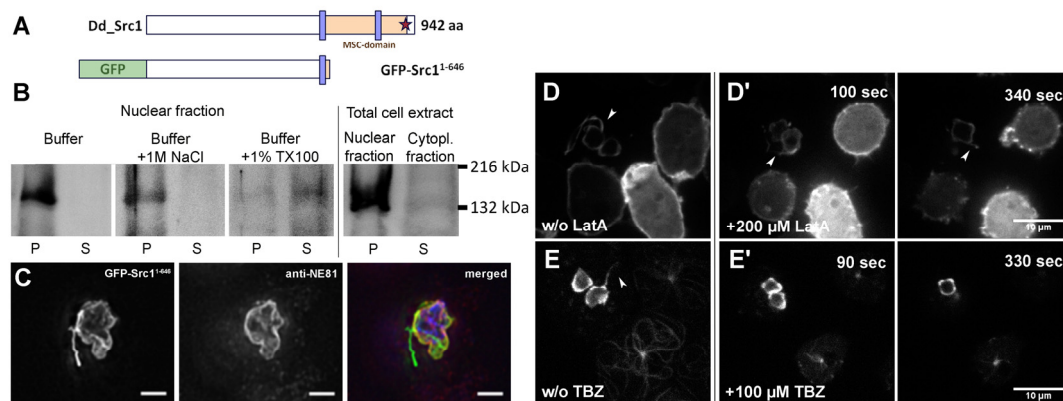 A
Dd_Src1
942 aa
MSC-domain
GFP
GFP-Src1¹⁻⁶⁴⁶
B
Nuclear fraction
Total cell extract
Buffer
Buffer
+1M NaCl
Buffer
+1% TX100
Nuclear
fraction
Cytopl.
fraction
216 kDa
132 kDa
P S P S P S P S
C
GFP-Src1¹⁻⁶⁴⁶
anti-NE81
merged
D
w/o LatA
D'
100 sec
+200 µM LatA
340 sec
10 µm
E
w/o TBZ
E'
90 sec
+100 µM TBZ
330 sec
10 µm